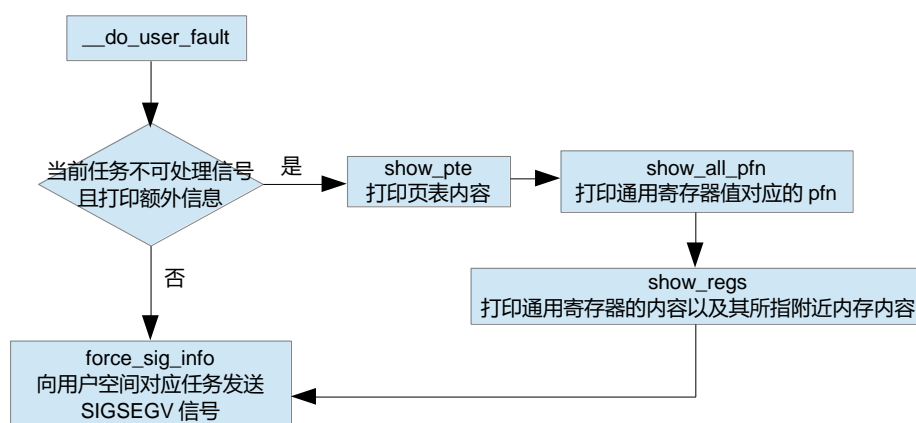 __do_user_fault
当前任务不可处理信号
且打印额外信息
是
show_pte
打印页表内容
show_all_pfn
打印通用寄存器值对应的 pfn
否
show_regs
打印通用寄存器的内容以及其所指附近内存内容
force_sig_info
向用户空间对应任务发送
SIGSEGV 信号